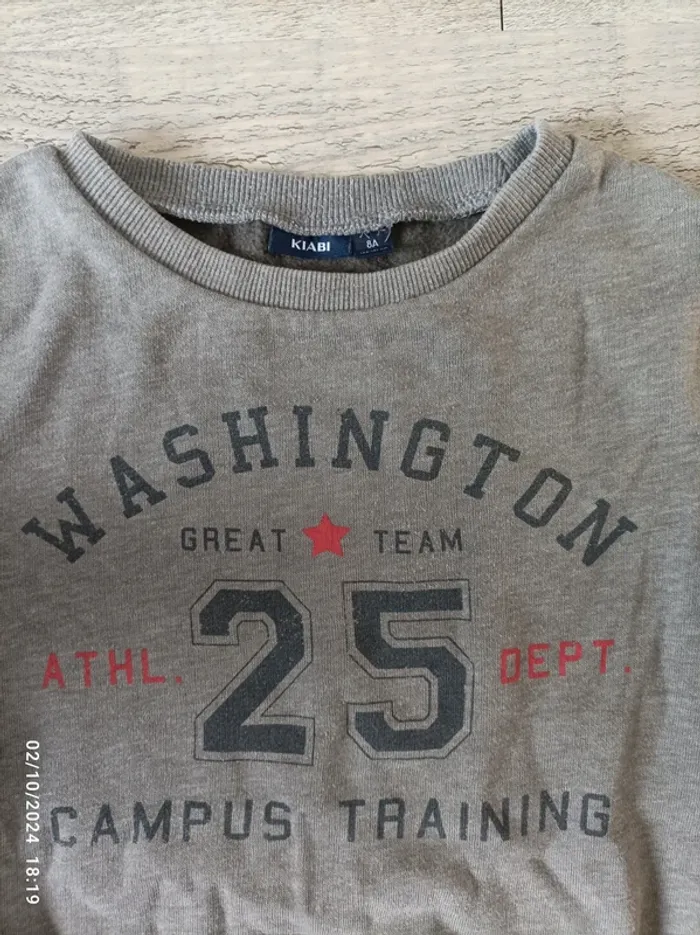 KIABI
8A
WASHINGTON
GREAT TEAM
25
ATHL. DEPT.
CAMPUS TRAINING
02/10/2024 18:19